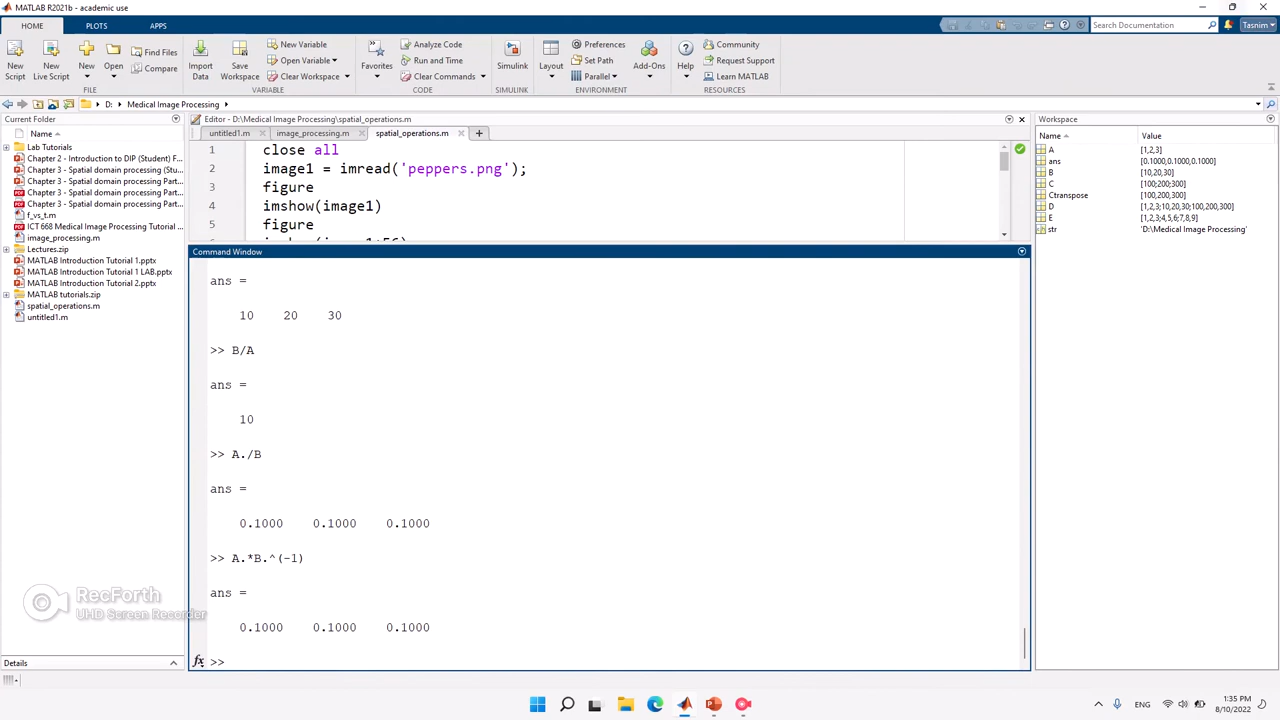 MATLAB R2021b - academic use
HOME PLOTS APPS
Search Documentation Tasnim
New Script New Live Script New Open Find Files Compare
Import Data Save Workspace New Variable Open Variable Clear Workspace
Favorites Analyze Code Run and Time Clear Commands
Simulink Layout Preferences Set Path Parallel Add-Ons
Help Community Request Support Learn MATLAB
FILE VARIABLE CODE SIMULINK ENVIRONMENT RESOURCES
D: Medical Image Processing
Current Folder
Name
Lab Tutorials
Chapter 2 - Introduction to DIP (Student) F...
Chapter 3 - Spatial domain processing (Stu...
Chapter 3 - Spatial domain processing Part...
Chapter 3 - Spatial domain processing Part...
Chapter 3 - Spatial domain processing Part...
f_vs_t.m
ICT 668 Medical Image Processing Tutorial ...
image_processing.m
Lectures.zip
MATLAB Introduction Tutorial 1.pptx
MATLAB Introduction Tutorial 1 LAB.pptx
MATLAB Introduction Tutorial 2.pptx
MATLAB tutorials.zip
spatial_operations.m
untitled1.m
Details
Editor - D:\Medical Image Processing\spatial_operations.m
untitled1.m image_processing.m spatial_operations.m
1 close all
2 image1 = imread('peppers.png');
3 figure
4 imshow(image1)
5 figure
Command Window
ans =
10 20 30
>> B/A
ans =
10
>> A./B
ans =
0.1000 0.1000 0.1000
>> A.*B.^(-1)
ans =
0.1000 0.1000 0.1000
fx >>
Workspace
Name Value
A [1,2,3]
ans [0.1000,0.1000,0.1000]
B [10,20,30]
C [100;200;300]
Ctranspose [100,200,300]
D [1,2,3;10,20,30;100,200,300]
E [1,2,3;4,5,6;7,8,9]
str 'D:\Medical Image Processing'
RecForth
UHD Screen Recorder
ENG
1:35 PM
8/10/2022